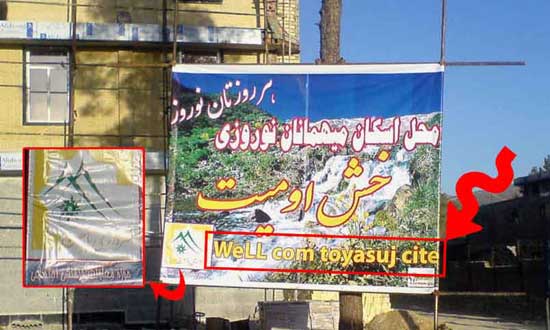 هر روزتان نوروز
محل اسکان میهمانان نوروزی
خش اومیت
WeLL com toyasuj cite